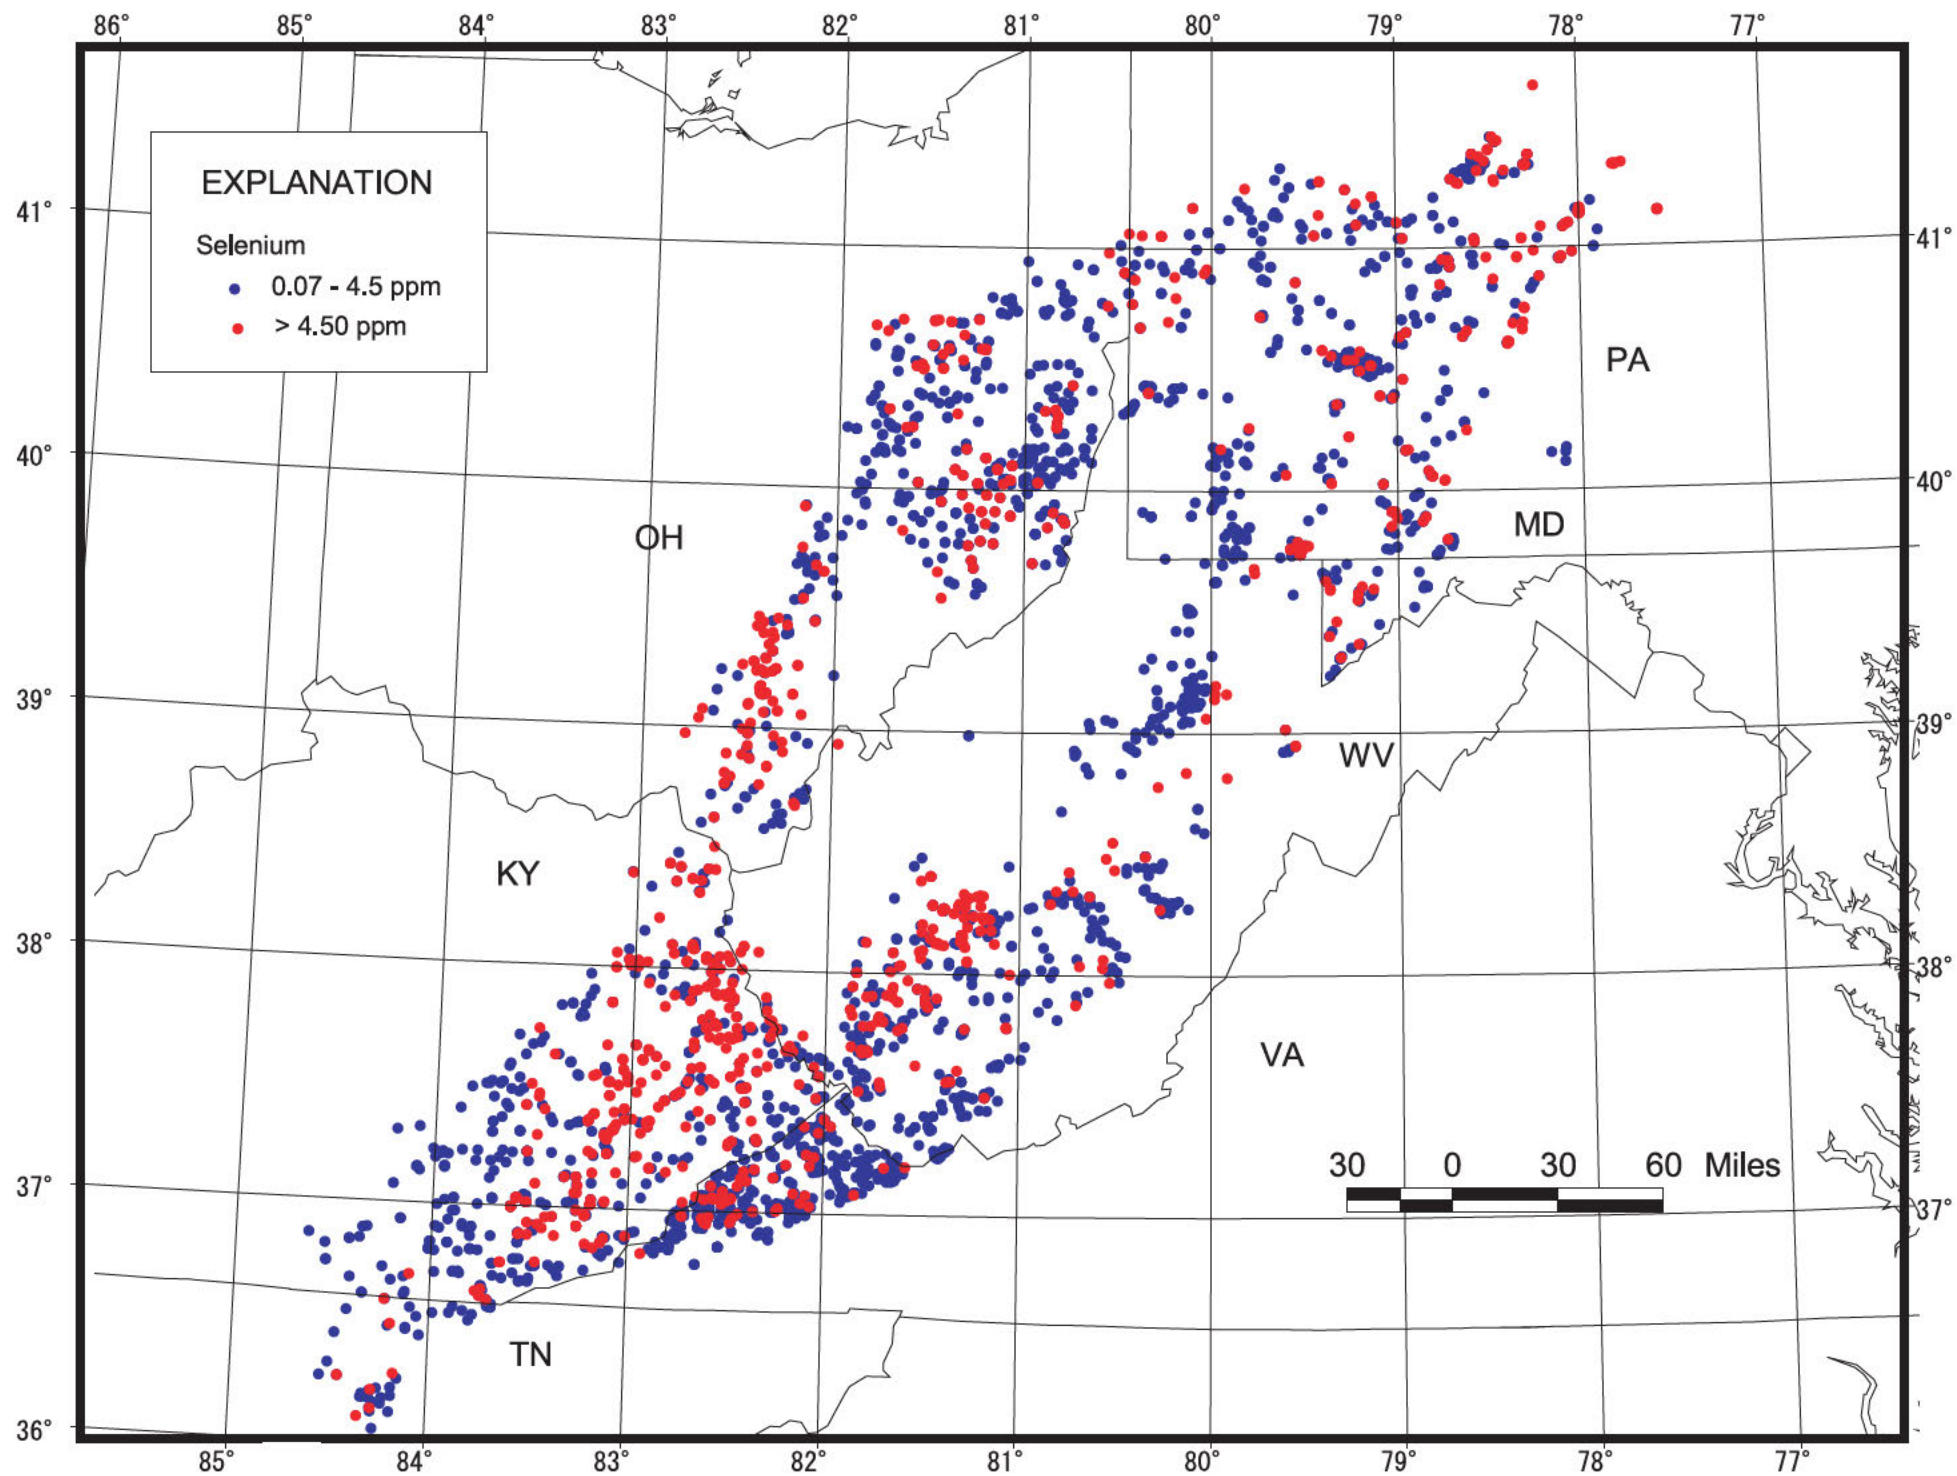 86° 85° 84° 83° 82° 81° 80° 79° 78° 77°
EXPLANATION
Selenium
0.07 - 4.5 ppm
> 4.50 ppm
41° 41°
PA
40° 40°
OH MD
39° 39°
WV
KY
38° 38°
VA
30 0 30 60 Miles
37° 37°
TN
36°
85° 84° 83° 82° 81° 80° 79° 78° 77°